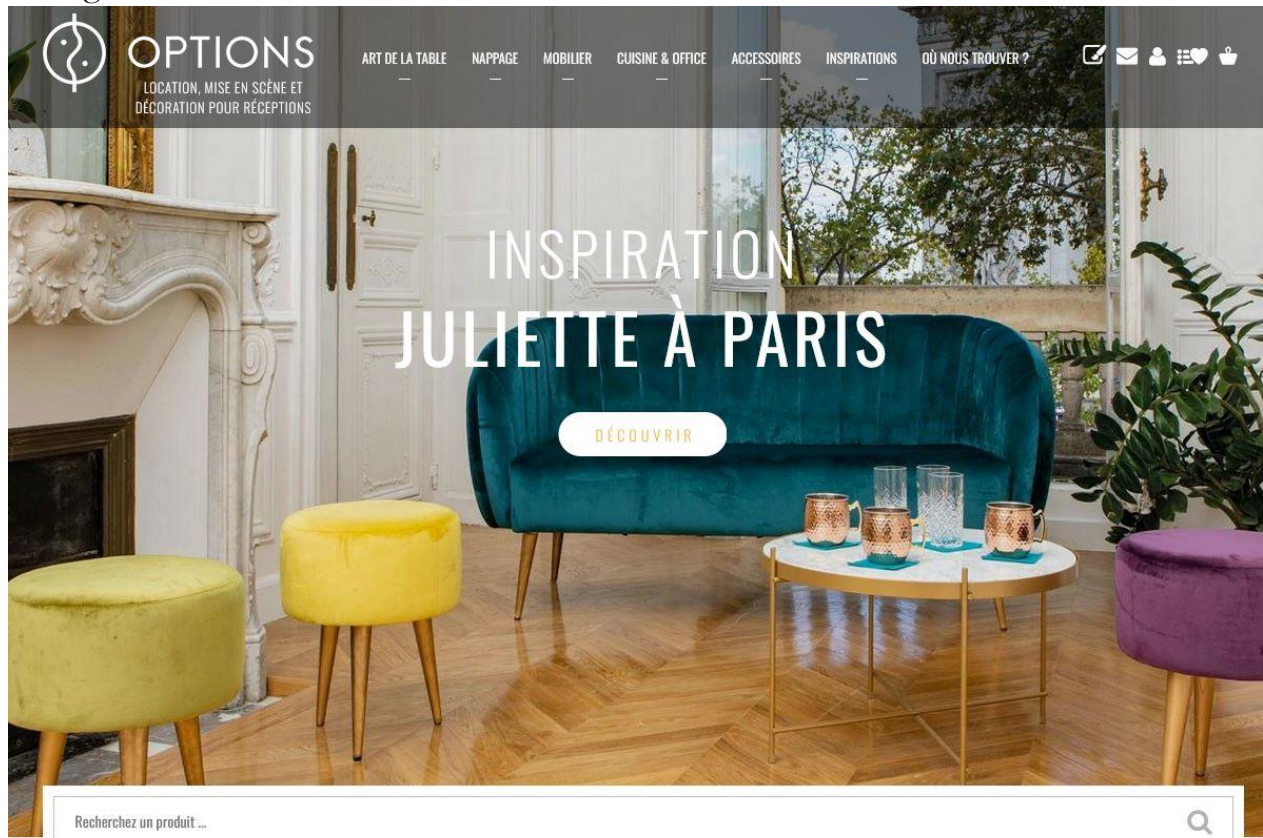 OPTIONS
LOCATION, MISE EN SCÈNE ET
DÉCORATION POUR RÉCEPTIONS
ART DE LA TABLE NAPPAGE MOBILIER CUISINE & OFFICE ACCESSOIRES INSPIRATIONS OÙ NOUS TROUVER ?
INSPIRATION
JULIETTE À PARIS
DÉCOUVRIR
Recherchez un produit ...